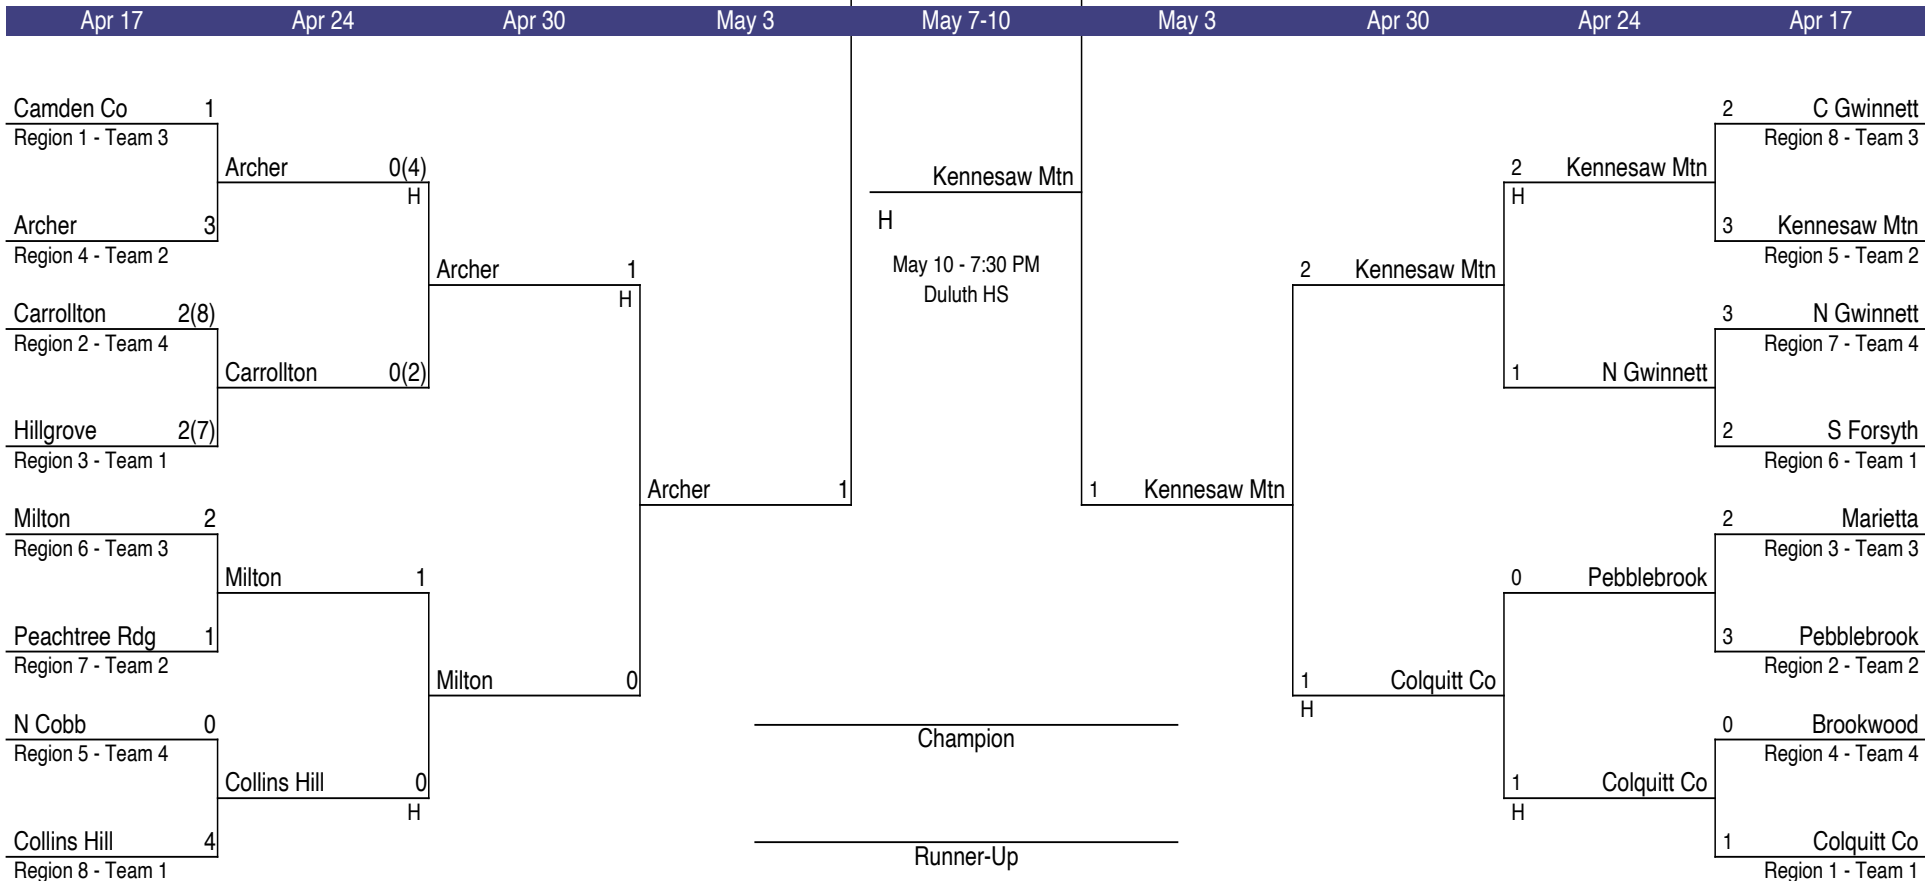 Apr 17 Apr 24 Apr 30 May 3 May 7-10 May 3 Apr 30 Apr 24 Apr 17
Camden Co 1
Region 1 - Team 3
Archer 0(4)
H
Archer 3
Region 4 - Team 2
Archer 1
H
Carrollton 2(8)
Region 2 - Team 4
Carrollton 0(2)
Hillgrove 2(7)
Region 3 - Team 1
Archer 1
Milton 2
Region 6 - Team 3
Milton 1
Peachtree Rdg 1
Region 7 - Team 2
Milton 0
N Cobb 0
Region 5 - Team 4
Collins Hill 0
H
Collins Hill 4
Region 8 - Team 1
Kennesaw Mtn
H
May 10 - 7:30 PM
Duluth HS
Champion
Runner-Up
2 C Gwinnett
Region 8 - Team 3
2 Kennesaw Mtn
H
3 Kennesaw Mtn
Region 5 - Team 2
2 Kennesaw Mtn
3 N Gwinnett
Region 7 - Team 4
1 N Gwinnett
2 S Forsyth
Region 6 - Team 1
1 Kennesaw Mtn
2 Marietta
Region 3 - Team 3
0 Pebblebrook
3 Pebblebrook
Region 2 - Team 2
1 Colquitt Co
H
0 Brookwood
Region 4 - Team 4
1 Colquitt Co
H
1 Colquitt Co
Region 1 - Team 1